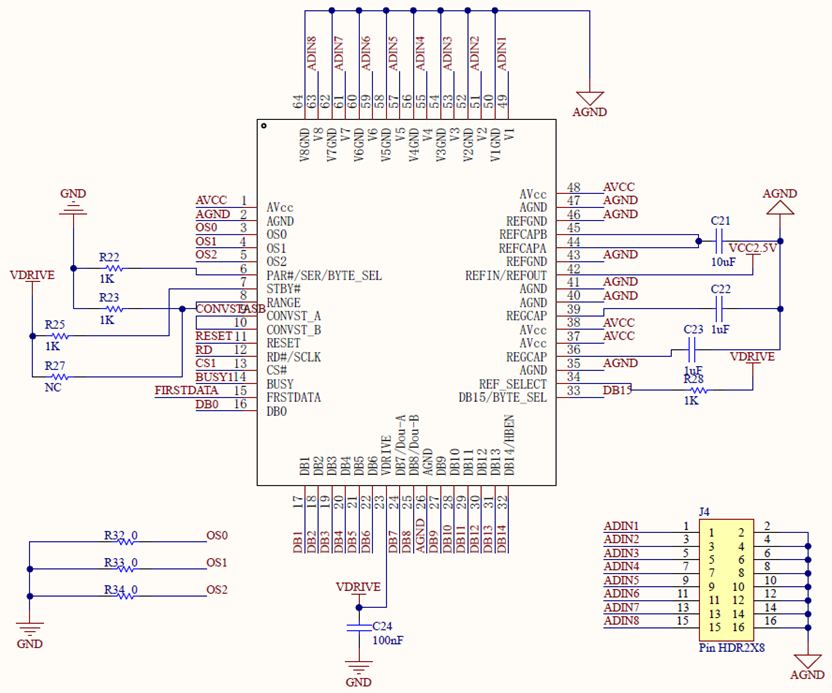 ADIN8 ADIN7 ADIN6 ADIN5 ADIN4 ADIN3 ADIN2 ADIN1
64 63 62 61 60 59 58 57 56 55 54 53 52 51 50 49
AGND
V8GND V8 V7GND V7 V6GND V6 V5GND V5 V4GND V4 V3GND V3 V2GND V2 V1GND V1
AVCC 1 AVcc
AGND 2 AGND
OS0 3 OS0
OS1 4 OS1
OS2 5 OS2
6 PAR#/SER/BYTE_SEL
7 STBY#
8 RANGE
CONVSTASB 9 CONVST_A
10 CONVST_B
RESET 11 RESET
RD 12 RD#/SCLK
CS1 13 CS#
BUSY1 14 BUSY
FIRSTDATA 15 FRSTDATA
DB0 16 DB0
GND
R22
1K
VDRIVE
R23
1K
R25
1K
R27
NC
AVcc 48 AVCC
AGND 47 AGND
REFGND 46 AGND
REFCAPB 45
REFCAPA 44
REFGND 43 AGND
REFIN/REFOUT 42
AGND 41 AGND
AGND 40 AGND
REGCAP 39
AVcc 38 AVCC
AVcc 37 AVCC
REGCAP 36
AGND 35 AGND
REF_SELECT 34
DB15/BYTE_SEL 33 DB15
AGND
C21
10uF
VCC2.5V
C22
1uF
C23
1uF
VDRIVE
R28
1K
DB1 DB2 DB3 DB4 DB5 DB6 VDRIVE DB7/Dou-A DB8/Dou-B AGND DB9 DB10 DB11 DB12 DB13 DB14/HBEN
17 18 19 20 21 22 23 24 25 26 27 28 29 30 31 32
DB1 DB2 DB3 DB4 DB5 DB6 DB7 DB8 AGND DB9 DB10 DB11 DB12 DB13 DB14
R32 0 OS0
R33 0 OS1
R34 0 OS2
GND
VDRIVE
C24
100nF
GND
J4
ADIN1 1 1 2 2
ADIN2 3 3 4 4
ADIN3 5 5 6 6
ADIN4 7 7 8 8
ADIN5 9 9 10 10
ADIN6 11 11 12 12
ADIN7 13 13 14 14
ADIN8 15 15 16 16
Pin HDR2X8
AGND